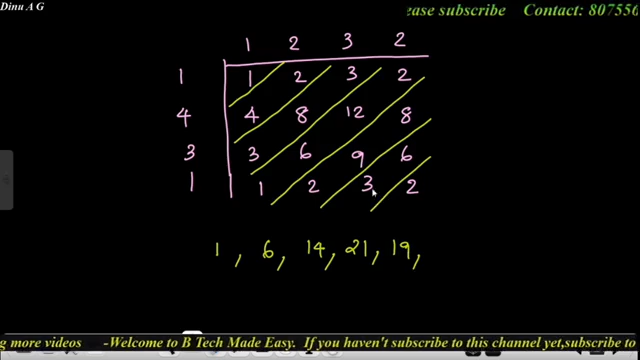 Dinu A G
ease subscribe Contact: 807556
1 2 3 2
1 1 2 3 2
4 4 8 12 8
3 3 6 9 6
1 1 2 3 2
1 , 6 , 14 , 21 , 19 ,
ng more videos -Welcome to B Tech Made Easy. If you haven't subscribe to this channel yet,subscribe to